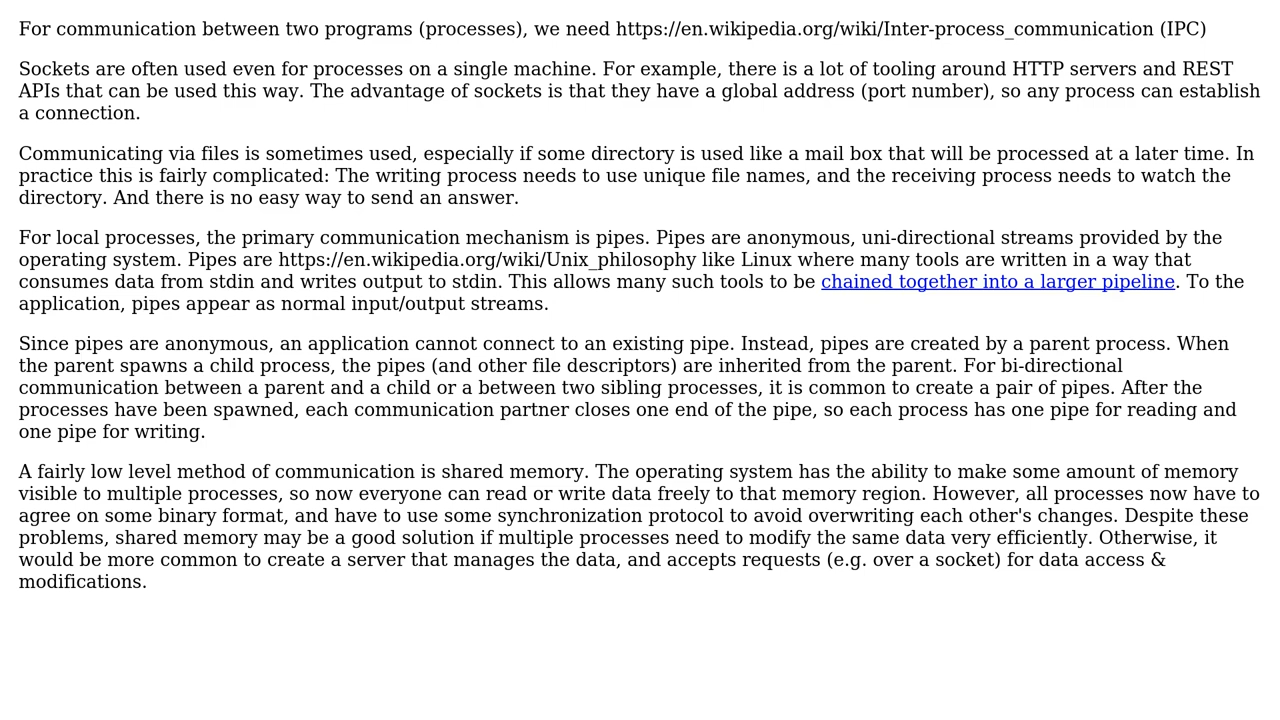 For communication between two programs (processes), we need https://en.wikipedia.org/wiki/Inter-process_communication (IPC)
Sockets are often used even for processes on a single machine. For example, there is a lot of tooling around HTTP servers and REST
APIs that can be used this way. The advantage of sockets is that they have a global address (port number), so any process can establish
a connection.
Communicating via files is sometimes used, especially if some directory is used like a mail box that will be processed at a later time. In
practice this is fairly complicated: The writing process needs to use unique file names, and the receiving process needs to watch the
directory. And there is no easy way to send an answer.
For local processes, the primary communication mechanism is pipes. Pipes are anonymous, uni-directional streams provided by the
operating system. Pipes are https://en.wikipedia.org/wiki/Unix_philosophy like Linux where many tools are written in a way that
consumes data from stdin and writes output to stdin. This allows many such tools to be chained together into a larger pipeline. To the
application, pipes appear as normal input/output streams.
Since pipes are anonymous, an application cannot connect to an existing pipe. Instead, pipes are created by a parent process. When
the parent spawns a child process, the pipes (and other file descriptors) are inherited from the parent. For bi-directional
communication between a parent and a child or a between two sibling processes, it is common to create a pair of pipes. After the
processes have been spawned, each communication partner closes one end of the pipe, so each process has one pipe for reading and
one pipe for writing.
A fairly low level method of communication is shared memory. The operating system has the ability to make some amount of memory
visible to multiple processes, so now everyone can read or write data freely to that memory region. However, all processes now have to
agree on some binary format, and have to use some synchronization protocol to avoid overwriting each other's changes. Despite these
problems, shared memory may be a good solution if multiple processes need to modify the same data very efficiently. Otherwise, it
would be more common to create a server that manages the data, and accepts requests (e.g. over a socket) for data access &
modifications.